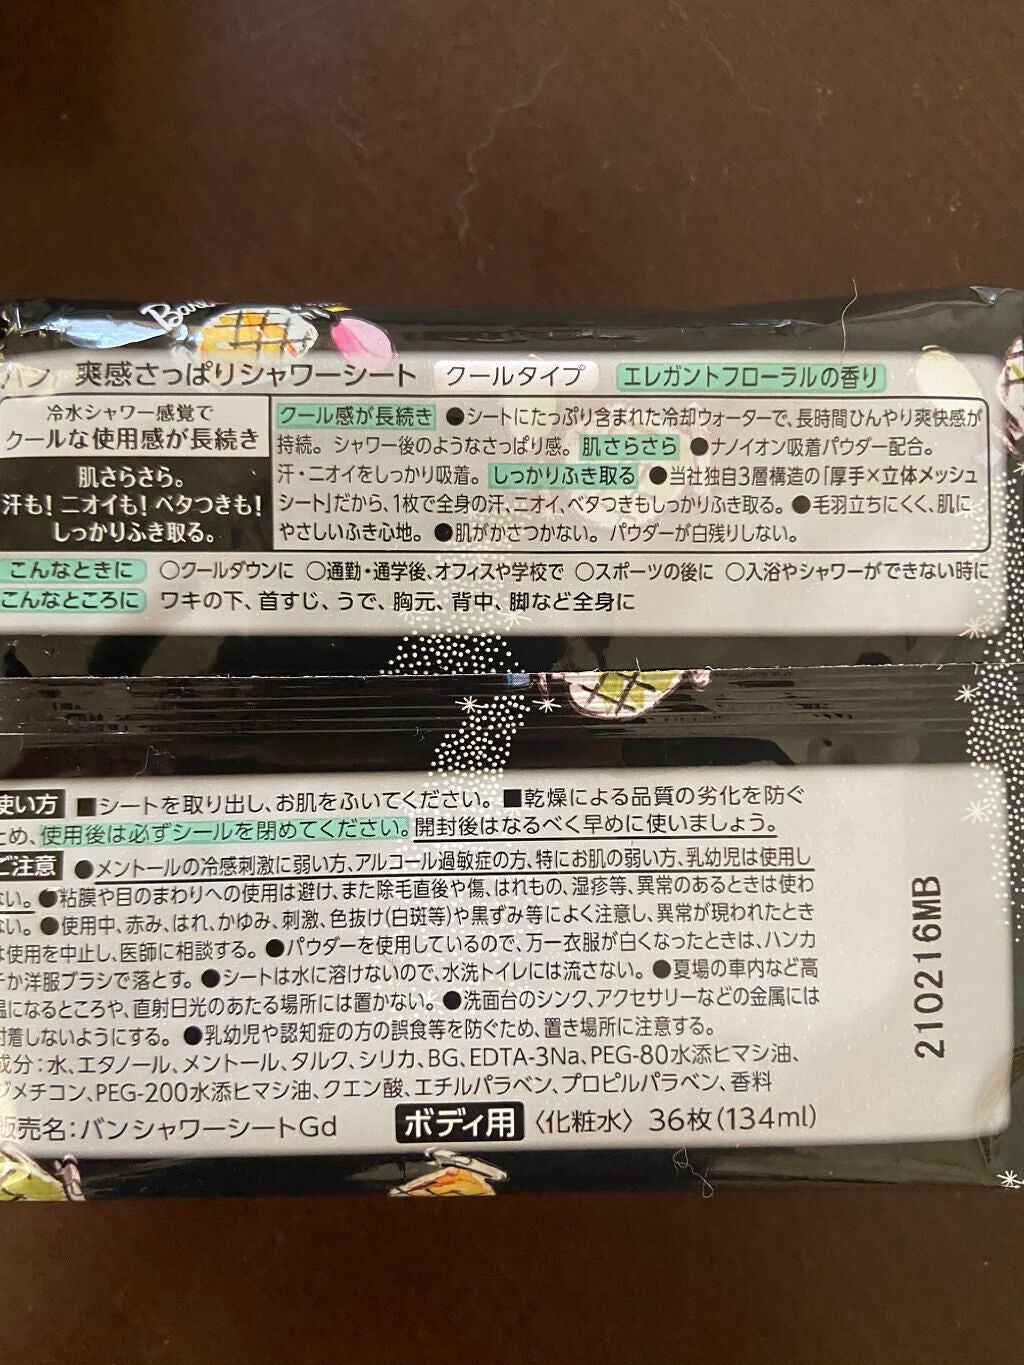 Bar
バン 爽感さっぱりシャワーシート クールタイプ エレガントフローラルの香り
冷水シャワー感覚で
クールな使用感が長続き
肌さらさら。
汗も!ニオイも!ベタつきも!
しっかりふき取る。
クール感が長続き ●シートにたっぷり含まれた冷却ウォーターで、長時間ひんやり爽快感が
持続。シャワー後のようなさっぱり感。 肌さらさら ●ナノイオン吸着パウダー配合。
汗・ニオイをしっかり吸着。 しっかりふき取る ●当社独自3層構造の「厚手×立体メッシュ
シート」だから、1枚で全身の汗、ニオイ、ベタつきもしっかりふき取る。●毛羽立ちにくく、肌に
やさしいふき心地。 ●肌がかさつかない。パウダーが白残りしない。
こんなときに ○クールダウンに ○通勤・通学後、オフィスや学校で ○スポーツの後に ○入浴やシャワーができない時に
こんなところに ワキの下、首すじ、うで、胸元、背中、脚など全身に
使い方 ■シートを取り出し、お肌をふいてください。■乾燥による品質の劣化を防ぐ
ため、使用後は必ずシールを閉めてください。開封後はなるべく早めに使いましょう。
ご注意 ●メントールの冷感刺激に弱い方、アルコール過敏症の方、特にお肌の弱い方、乳幼児は使用し
ない。●粘膜や目のまわりへの使用は避け、また除毛直後や傷、はれもの、湿疹等、異常のあるときは使わ
ない。●使用中、赤み、はれ、かゆみ、刺激、色抜け(白斑等)や黒ずみ等によく注意し、異常が現われたとき
は使用を中止し、医師に相談する。●パウダーを使用しているので、万一衣服が白くなったときは、ハンカ
チか洋服ブラシで落とす。●シートは水に溶けないので、水洗トイレには流さない。●夏場の車内など高
温になるところや、直射日光のあたる場所には置かない。●洗面台のシンク、アクセサリーなどの金属には
付着しないようにする。●乳幼児や認知症の方の誤食等を防ぐため、置き場所に注意する。
成分:水、エタノール、メントール、タルク、シリカ、BG、EDTA-3Na、PEG-80水添ヒマシ油、
ジメチコン、PEG-200水添ヒマシ油、クエン酸、エチルパラベン、プロピルパラベン、香料
販売名:バンシャワーシートGd ボディ用 〈化粧水〉 36枚(134ml)
210216MB